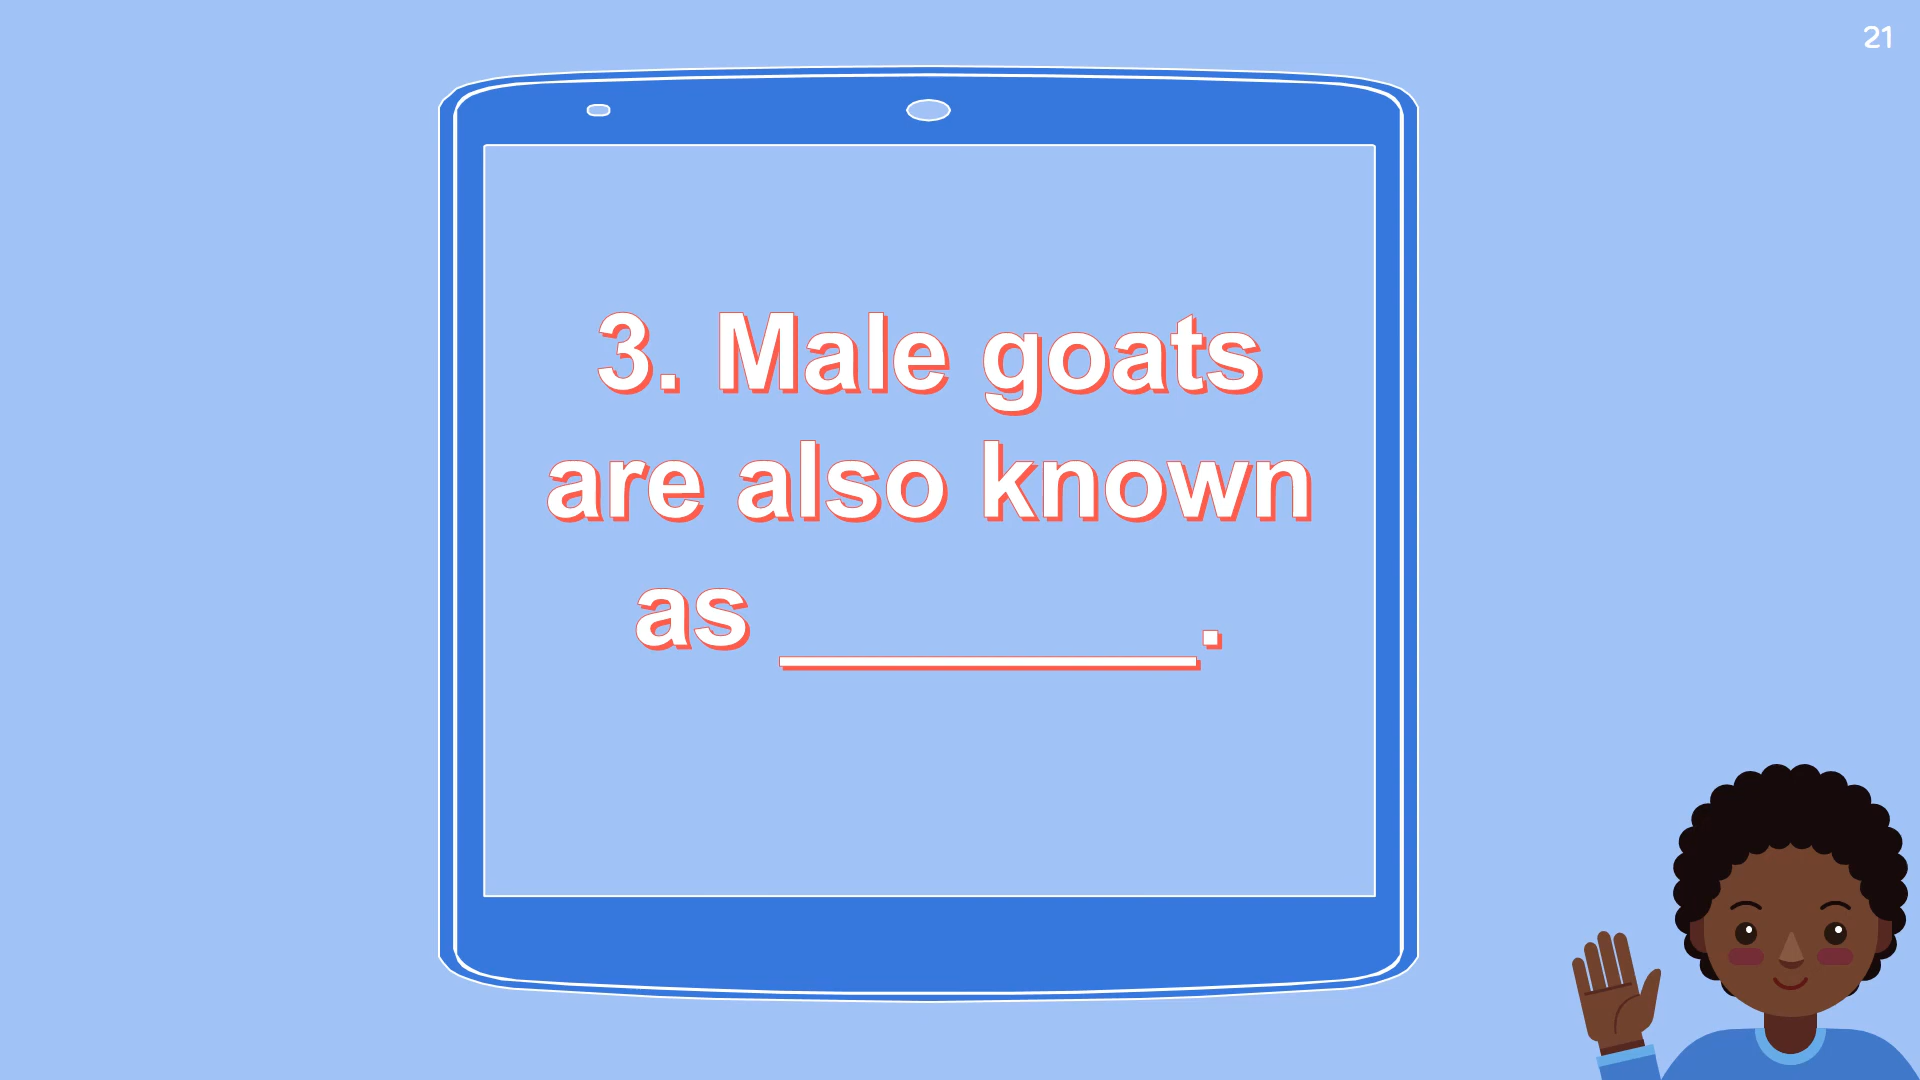 21
3. Male goats
are also known
as ________.